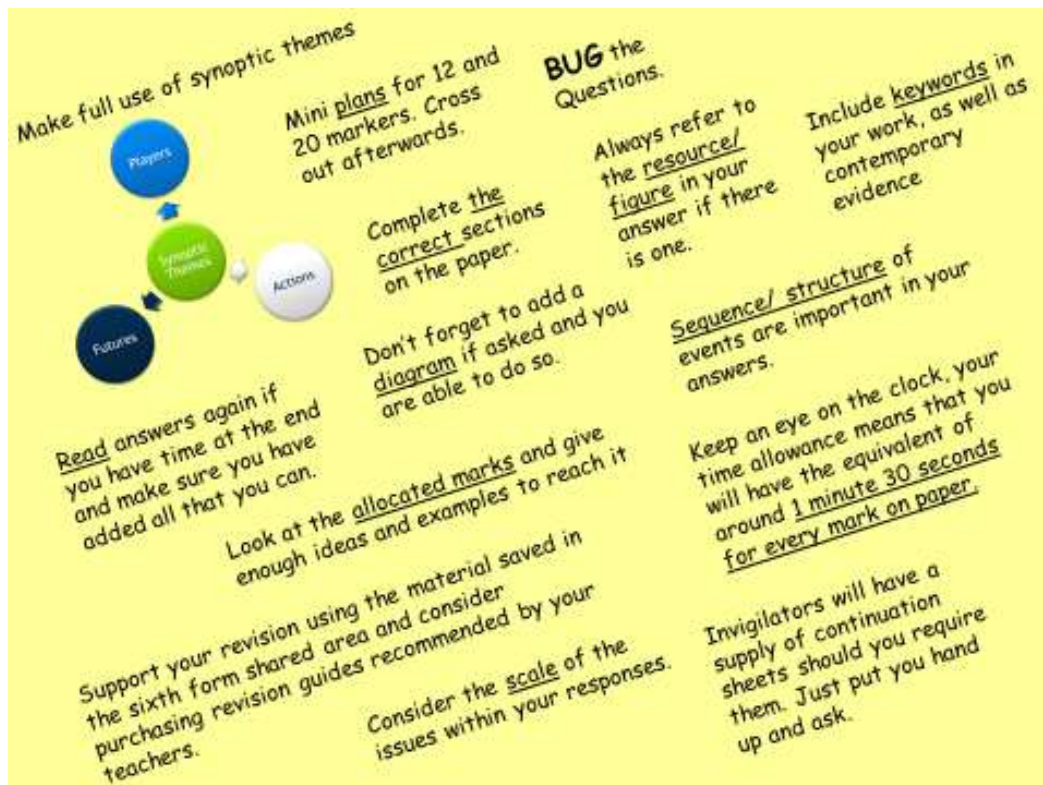 Make full use of synoptic themes
Players
Synoptic
Themes
Actions
Futures
Mini plans for 12 and
20 markers. Cross
out afterwards.
BUG the
Questions.
Include keywords in
your work, as well as
contemporary
evidence
Always refer to
the resource/
figure in your
answer if there
is one.
Complete the
correct sections
on the paper.
Sequence/ structure of
events are important in your
answers.
Don't forget to add a
diagram if asked and you
are able to do so.
Read answers again if
you have time at the end
and make sure you have
added all that you can.
Keep an eye on the clock, your
time allowance means that you
will have the equivalent of
around 1 minute 30 seconds
for every mark on paper.
Look at the allocated marks and give
enough ideas and examples to reach it
Support your revision using the material saved in
the sixth form shared area and consider
purchasing revision guides recommended by your
teachers.
Consider the scale of the
issues within your responses.
Invigilators will have a
supply of continuation
sheets should you require
them. Just put you hand
up and ask.